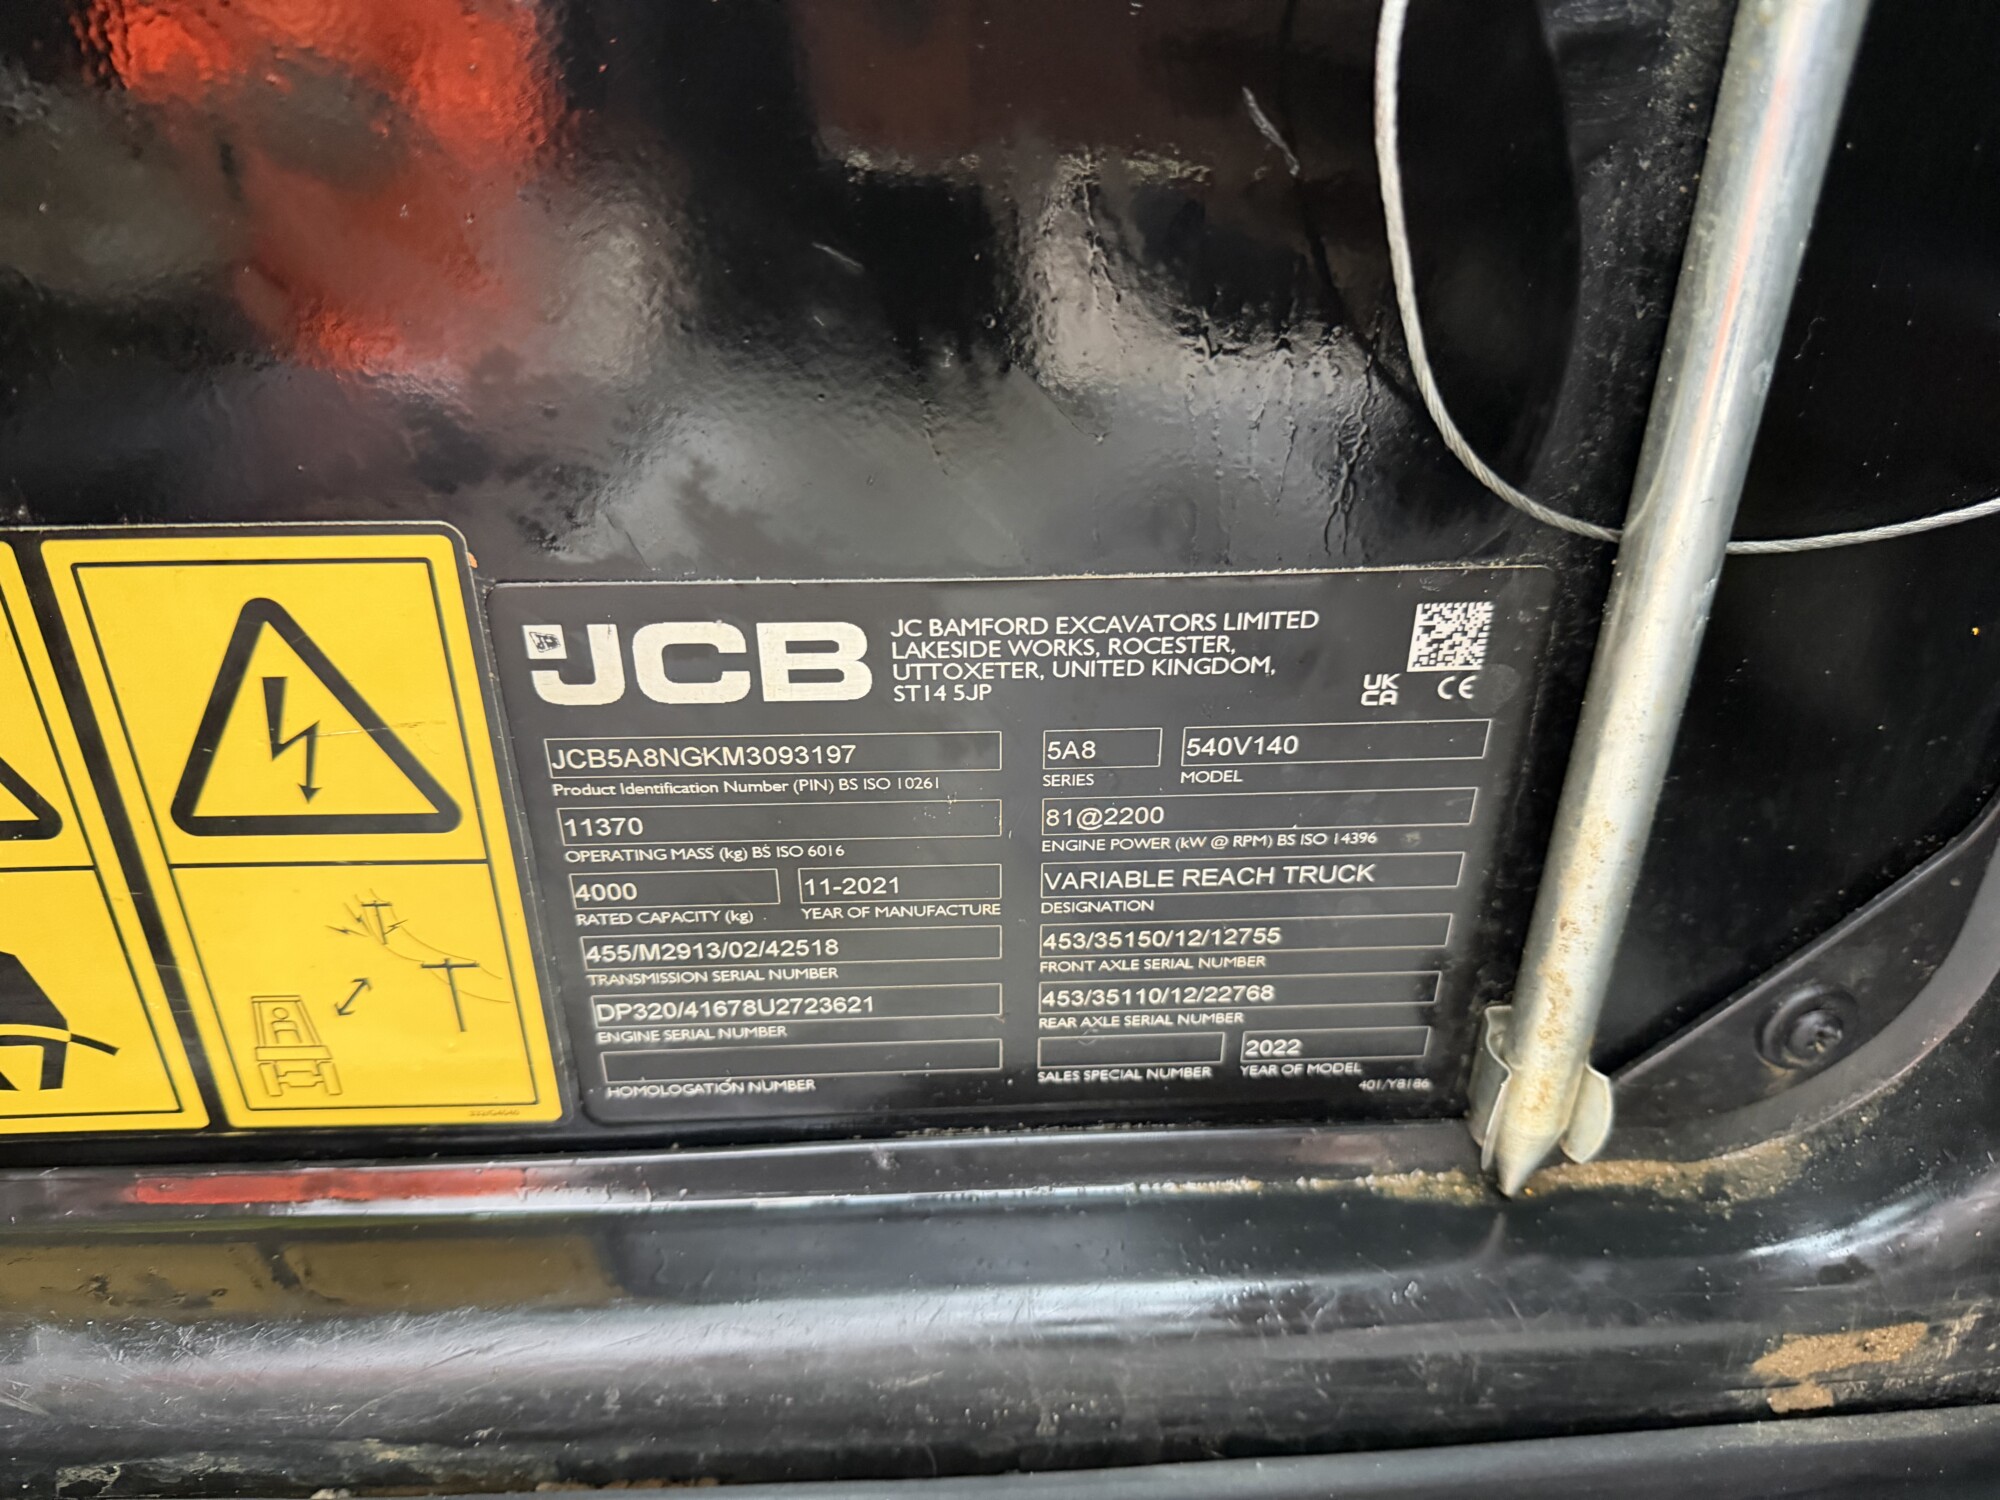 JCB
JC BAMFORD EXCAVATORS LIMITED
LAKESIDE WORKS, ROCESTER,
UTTOXETER, UNITED KINGDOM,
ST14 5JP
UK
CA
CE
JCB5A8NGKM3093197
Product Identification Number (PIN) BS ISO 10261
5A8
SERIES
540V140
MODEL
11370
OPERATING MASS (kg) BS ISO 6016
81@2200
ENGINE POWER (kW @ RPM) BS ISO 14396
4000
RATED CAPACITY (kg)
11-2021
YEAR OF MANUFACTURE
VARIABLE REACH TRUCK
DESIGNATION
455/M2913/02/42518
TRANSMISSION SERIAL NUMBER
453/35150/12/12755
FRONT AXLE SERIAL NUMBER
DP320/41678U2723621
ENGINE SERIAL NUMBER
453/35110/12/22768
REAR AXLE SERIAL NUMBER
HOMOLOGATION NUMBER
SALES SPECIAL NUMBER
2022
YEAR OF MODEL
401/Y8186